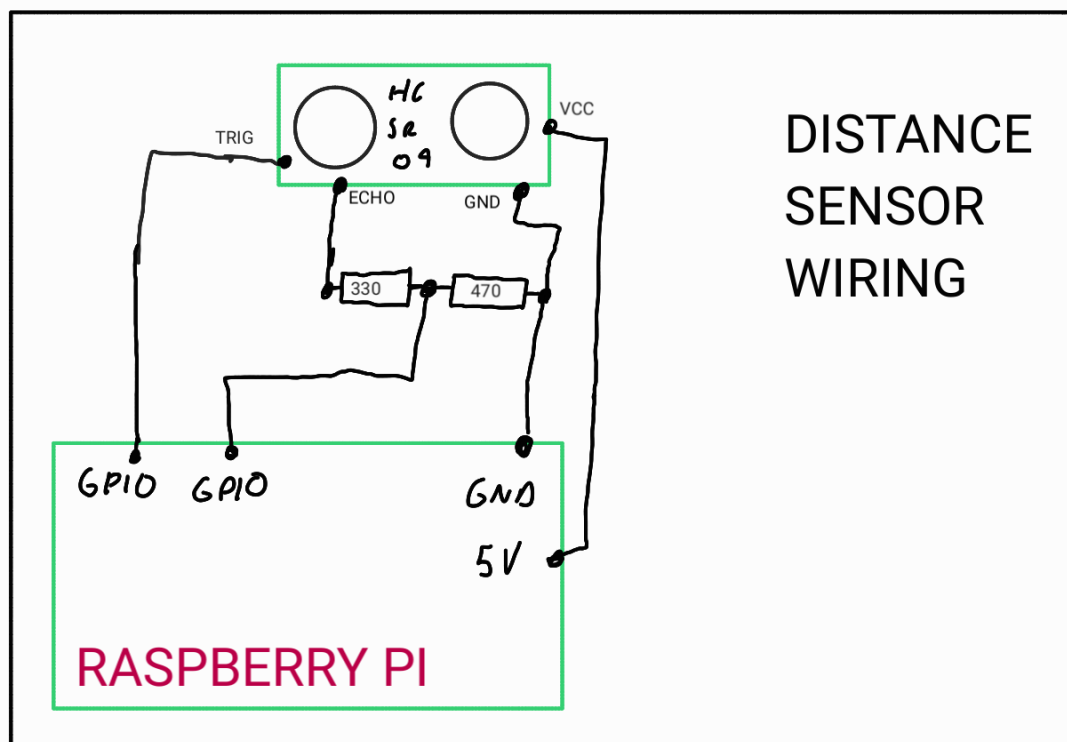 HC
SR
04
VCC
TRIG
ECHO
GND
330
470
DISTANCE
SENSOR
WIRING
GPIO
GPIO
GND
5V
RASPBERRY PI